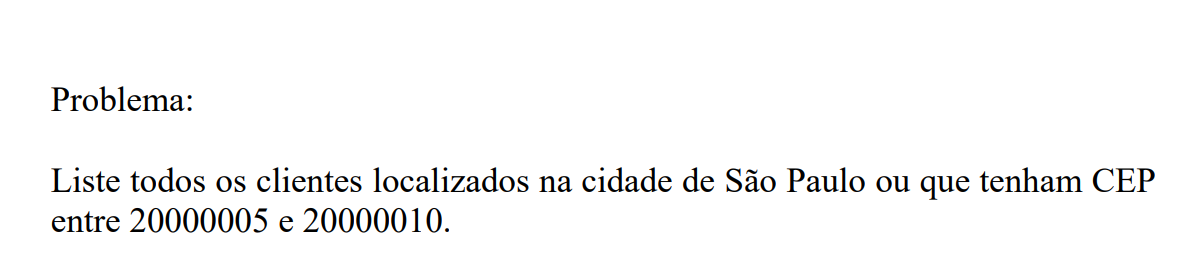 Problema:
Liste todos os clientes localizados na cidade de São Paulo ou que tenham CEP
entre 20000005 e 20000010.